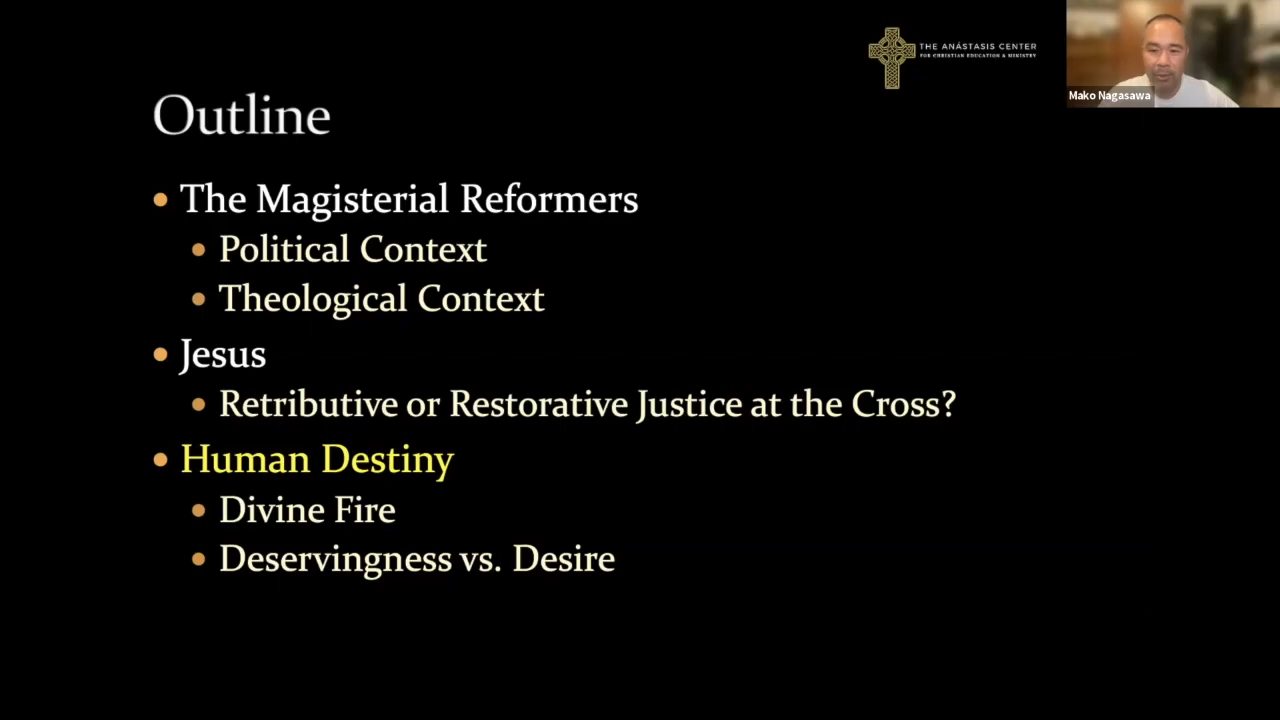 THE ANÁSTASIS CENTER
FOR CHRISTIAN EDUCATION & MINISTRY
Mako Nagasawa
Outline
• The Magisterial Reformers
• Political Context
• Theological Context
• Jesus
• Retributive or Restorative Justice at the Cross?
• Human Destiny
• Divine Fire
• Deservingness vs. Desire